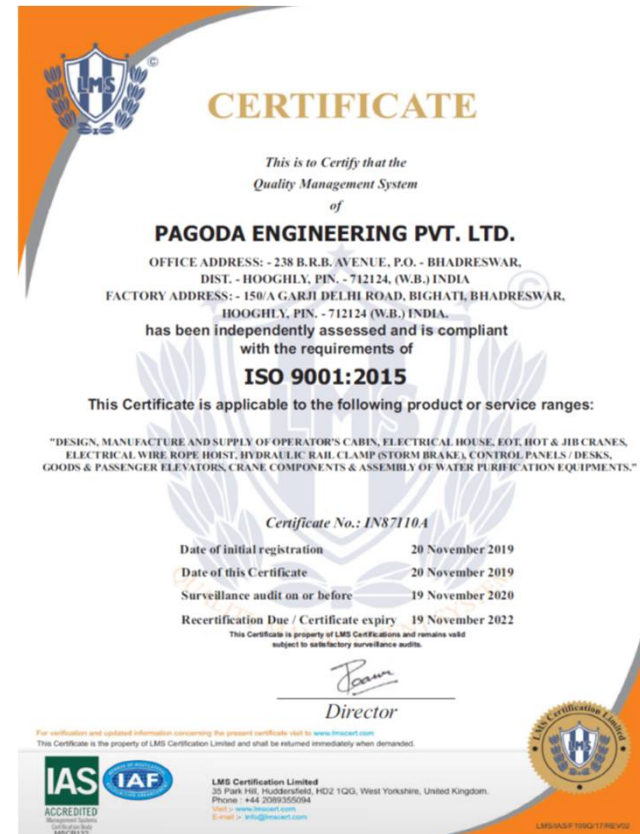 LMS
©
CERTIFICATE
This is to Certify that the
Quality Management System
of
PAGODA ENGINEERING PVT. LTD.
OFFICE ADDRESS: - 238 B.R.B. AVENUE, P.O. - BHADRESWAR,
DIST. - HOOGHLY, PIN. - 712124, (W.B.) INDIA
FACTORY ADDRESS: - 150/A GARJI DELHI ROAD, BIGHATI, BHADRESWAR,
HOOGHLY, PIN. - 712124 (W.B.) INDIA.
has been independently assessed and is compliant
with the requirements of
ISO 9001:2015
This Certificate is applicable to the following product or service ranges:
"DESIGN, MANUFACTURE AND SUPPLY OF OPERATOR'S CABIN, ELECTRICAL HOUSE, EOT, HOT & JIB CRANES,
ELECTRICAL WIRE ROPE HOIST, HYDRAULIC RAIL CLAMP (STORM BRAKE), CONTROL PANELS / DESKS,
GOODS & PASSENGER ELEVATORS, CRANE COMPONENTS & ASSEMBLY OF WATER PURIFICATION EQUIPMENTS."
Certificate No.: IN87110A
Date of initial registration 20 November 2019
Date of this Certificate 20 November 2019
Surveillance audit on or before 19 November 2020
Recertification Due / Certificate expiry 19 November 2022
This Certificate is property of LMS Certifications and remains valid
subject to satisfactory surveillance audits.
Director
For verification and updated information concerning the present certificate visit to www.lmscert.com
This Certificate is the property of LMS Certification Limited and shall be returned immediately when demanded.
IAS
ACCREDITED
Management Systems
Certification Body
IAF
LMS Certification Limited
35 Park Hill, Huddersfield, HD2 1QG, West Yorkshire, United Kingdom.
Phone : +44 2089355094
Visit :- www.lmscert.com
E-mail :- info@lmscert.com
LMS Certification Limited
LMS